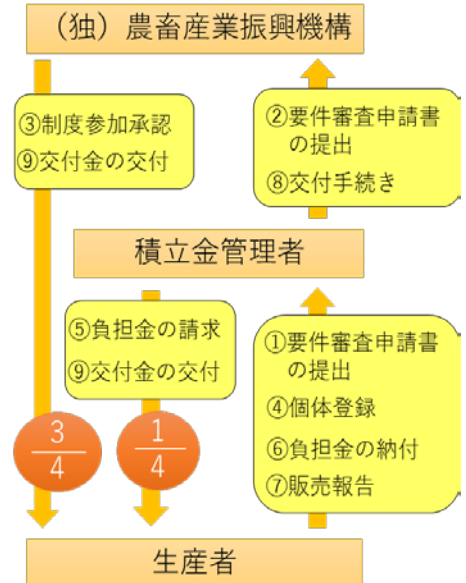 （独）農畜産業振興機構
③制度参加承認
⑨交付金の交付
②要件審査申請書
の提出
⑧交付手続き
積立金管理者
⑤負担金の請求
⑨交付金の交付
①要件審査申請書
の提出
④個体登録
⑥負担金の納付
⑦販売報告
3
4
1
4
生産者